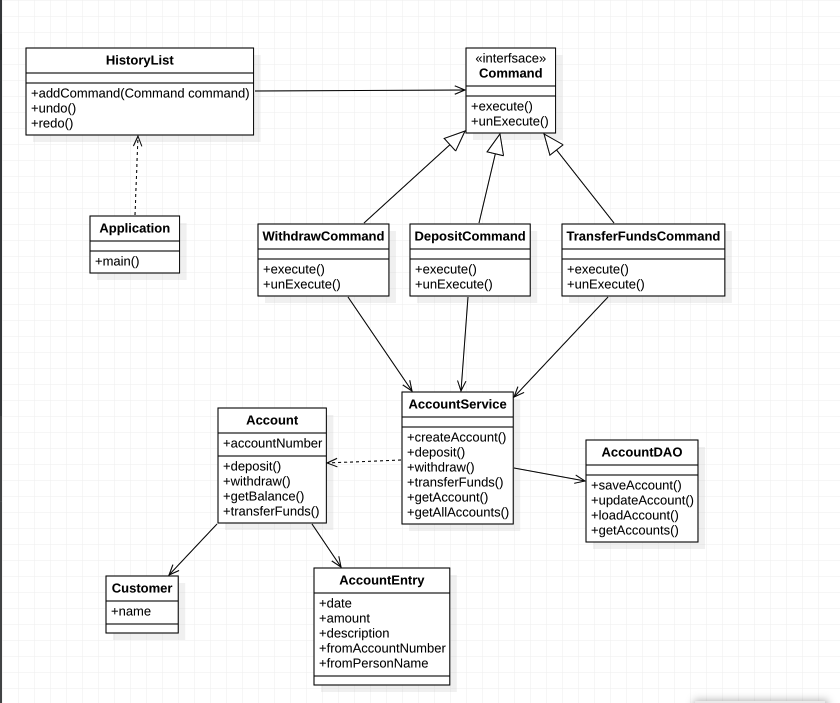 HistoryList
+addCommand(Command command)
+undo()
+redo()
«interfsace»
Command
+execute()
+unExecute()
Application
+main()
WithdrawCommand
+execute()
+unExecute()
DepositCommand
+execute()
+unExecute()
TransferFundsCommand
+execute()
+unExecute()
Account
+accountNumber
+deposit()
+withdraw()
+getBalance()
+transferFunds()
AccountService
+createAccount()
+deposit()
+withdraw()
+transferFunds()
+getAccount()
+getAllAccounts()
AccountDAO
+saveAccount()
+updateAccount()
+loadAccount()
+getAccounts()
Customer
+name
AccountEntry
+date
+amount
+description
+fromAccountNumber
+fromPersonName